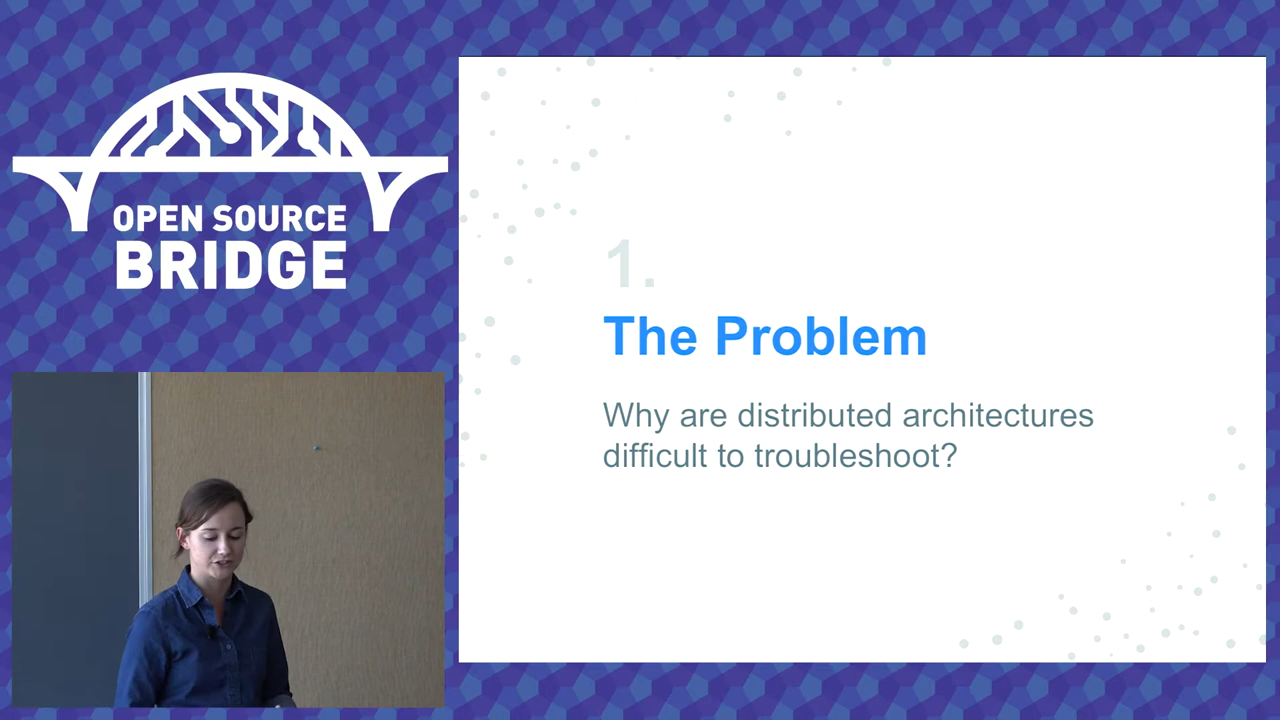 OPEN SOURCE
BRIDGE
1.
The Problem
Why are distributed architectures
difficult to troubleshoot?